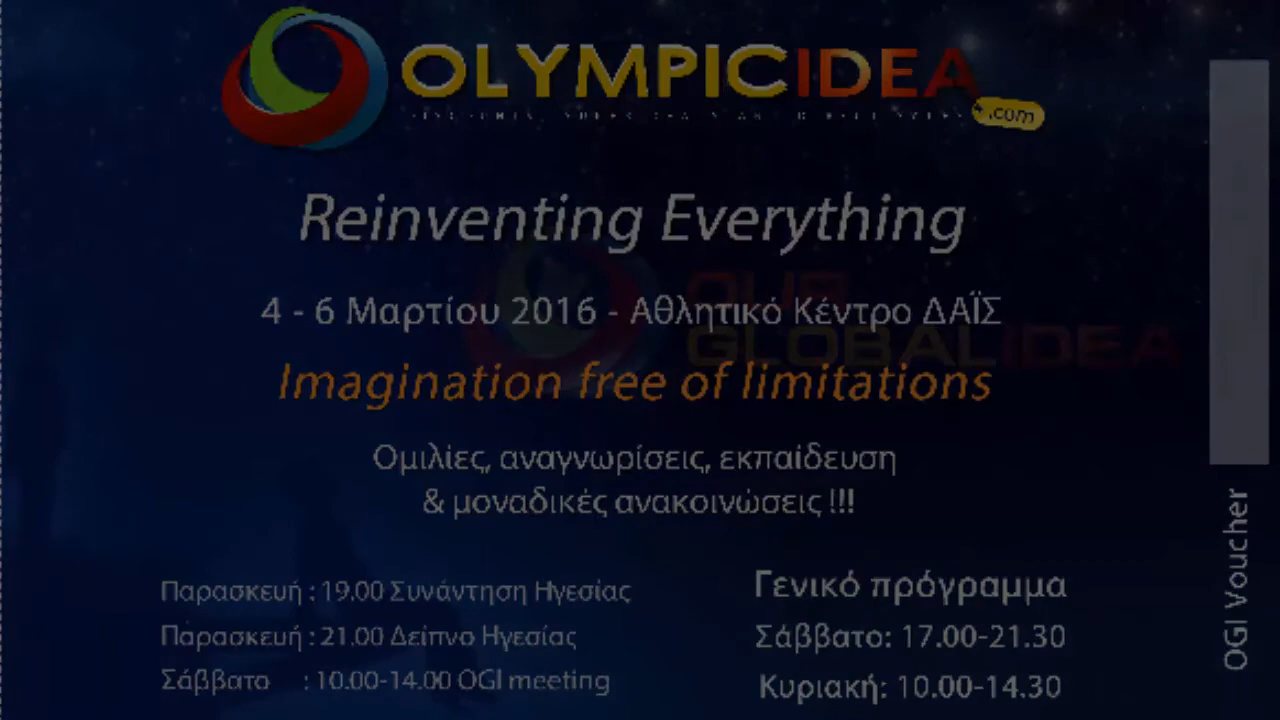 OLYMPICIDEA
.com
Reinventing Everything
4 - 6 Μαρτίου 2016 - Αθλητικό Κέντρο ΔΑΪΣ
OUR
GLOBALIDEA
Imagination free of limitations
Ομιλίες, αναγνωρίσεις, εκπαίδευση
& μοναδικές ανακοινώσεις !!!
Παρασκευή : 19.00 Συνάντηση Ηγεσίας
Παρασκευή : 21.00 Δείπνο Ηγεσίας
Σάββατο : 10.00-14.00 OGI meeting
Γενικό πρόγραμμα
Σάββατο: 17.00-21.30
Κυριακή: 10.00-14.30
OGI Voucher